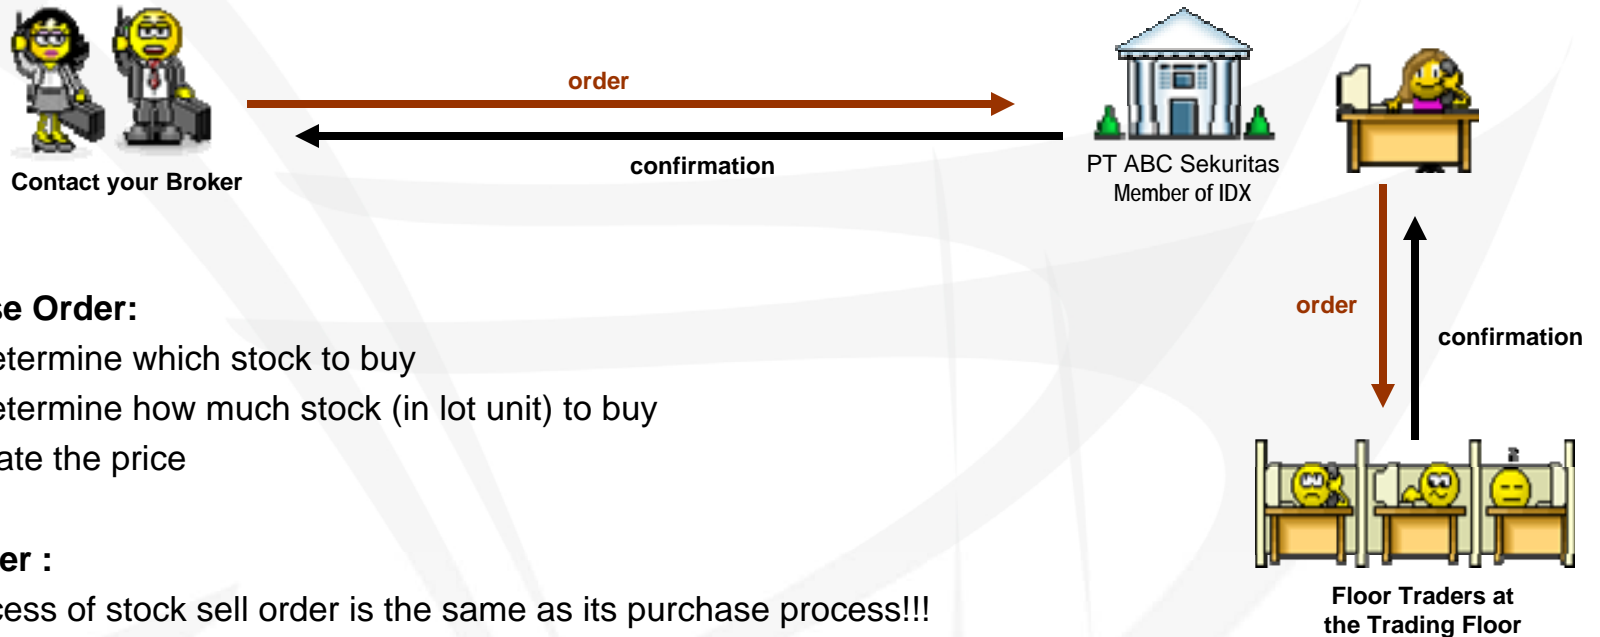 order
confirmation
Contact your Broker
PT ABC Sekuritas
Member of IDX
order
confirmation
se Order:
etermine which stock to buy
etermine how much stock (in lot unit) to buy
ate the price
er :
cess of stock sell order is the same as its purchase process!!!
Floor Traders at
the Trading Floor